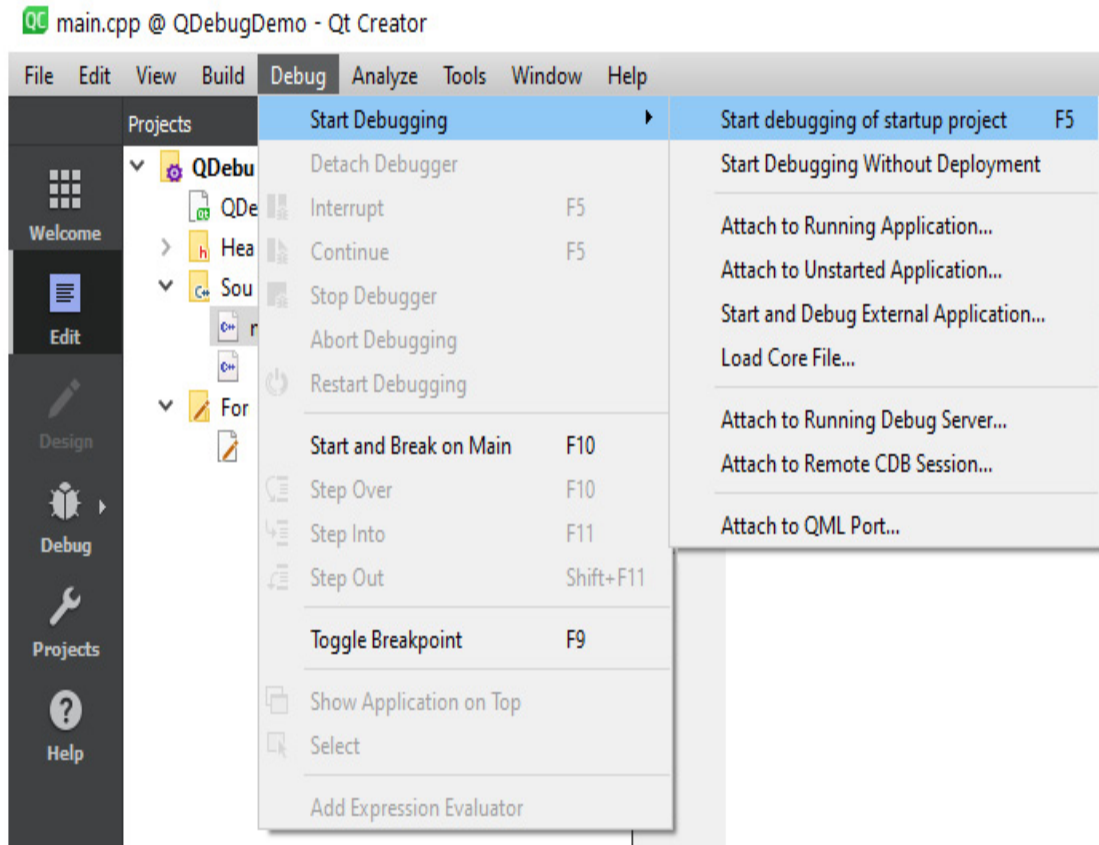 QC main.cpp @ QDebugDemo - Qt Creator
File Edit View Build Debug Analyze Tools Window Help
Projects
QDebu
QDe
Hea
Sou
For
Welcome
Edit
Design
Debug
Projects
Help
Start Debugging
Detach Debugger
Interrupt F5
Continue F5
Stop Debugger
Abort Debugging
Restart Debugging
Start and Break on Main F10
Step Over F10
Step Into F11
Step Out Shift+F11
Toggle Breakpoint F9
Show Application on Top
Select
Add Expression Evaluator
Start debugging of startup project F5
Start Debugging Without Deployment
Attach to Running Application...
Attach to Unstarted Application...
Start and Debug External Application...
Load Core File...
Attach to Running Debug Server...
Attach to Remote CDB Session...
Attach to QML Port...